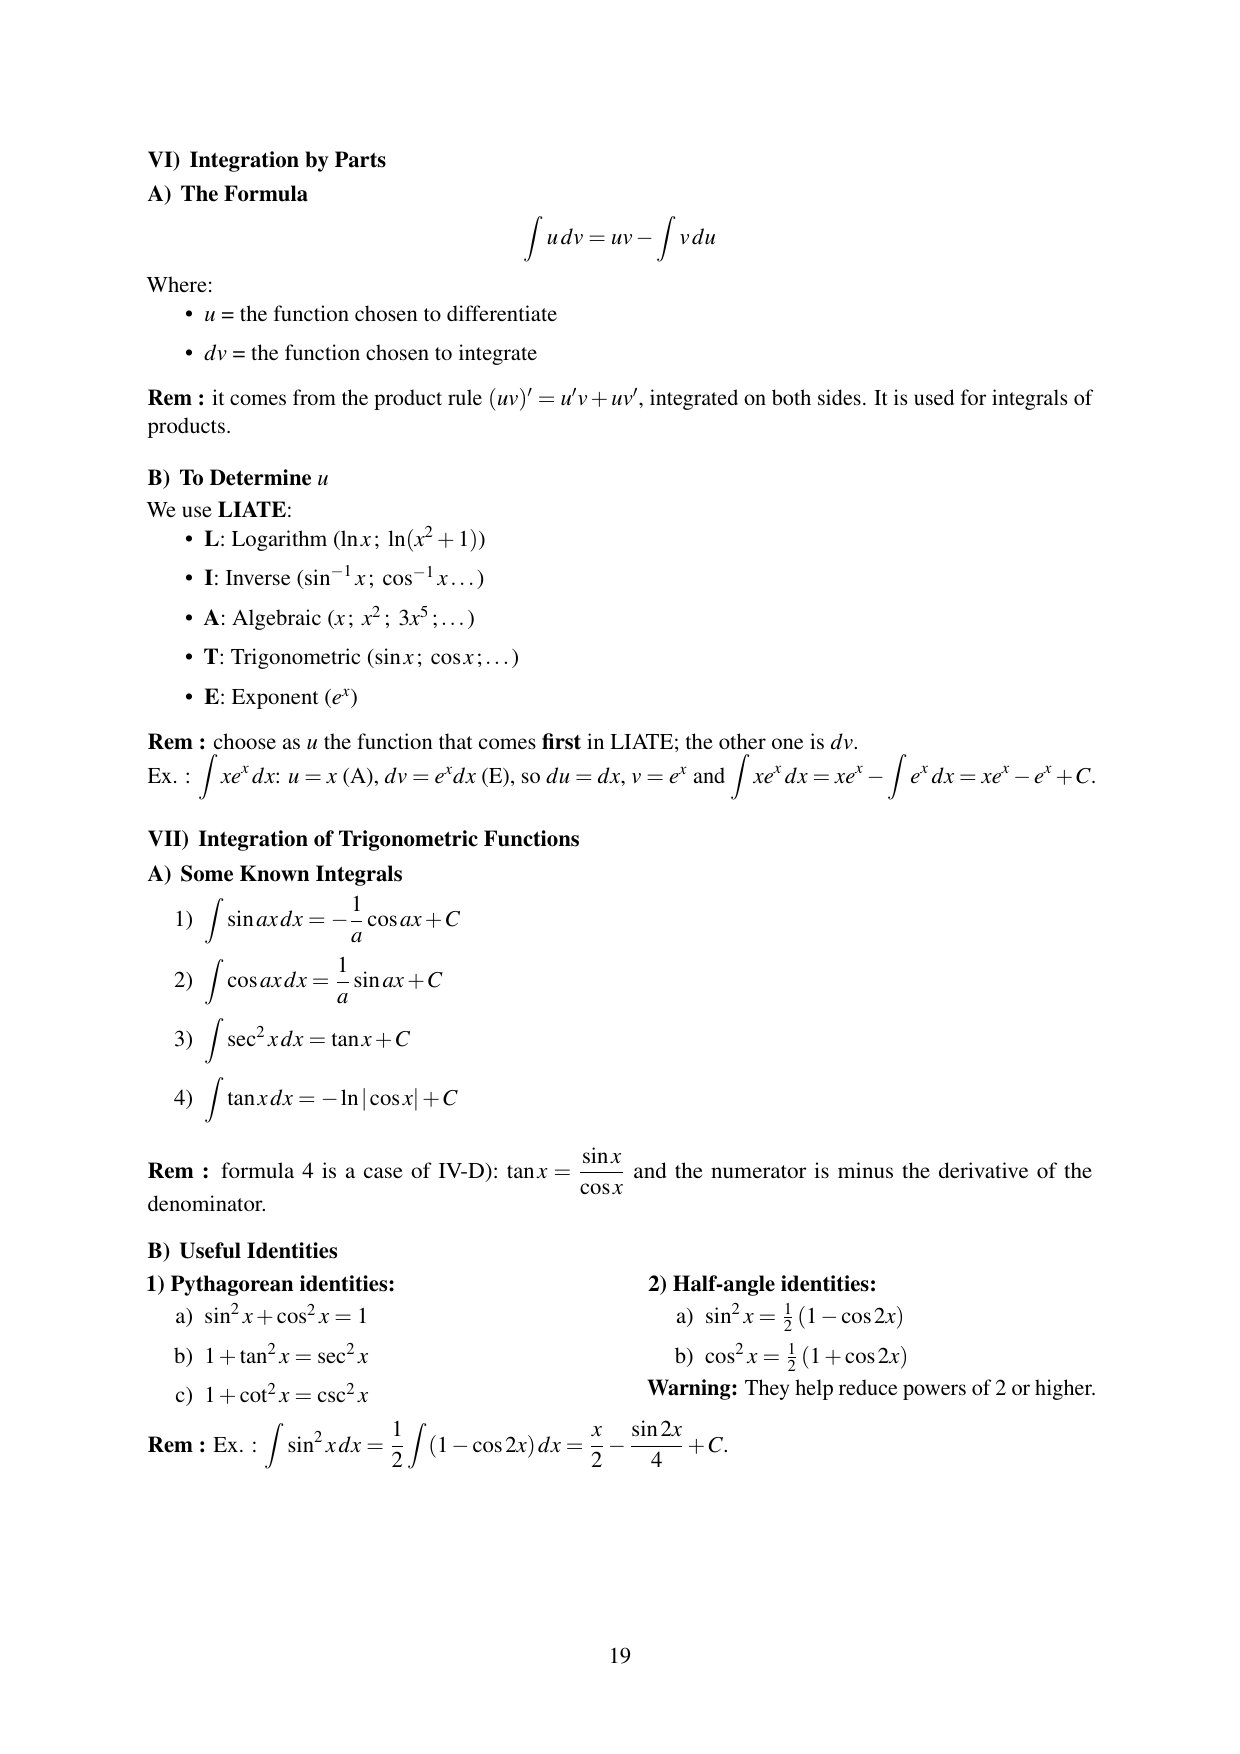 VI) Integration by Parts
A) The Formula
∫ u dv = uv − ∫ v du
Where:
• u = the function chosen to differentiate
• dv = the function chosen to integrate
Rem : it comes from the product rule (uv)′ = u′v + uv′, integrated on both sides. It is used for integrals of
products.
B) To Determine u
We use LIATE:
• L: Logarithm (ln x ; ln(x² + 1))
• I: Inverse (sin⁻¹ x ; cos⁻¹ x . . . )
• A: Algebraic (x ; x² ; 3x⁵ ; . . . )
• T: Trigonometric (sin x ; cos x ; . . . )
• E: Exponent (eˣ)
Rem : choose as u the function that comes first in LIATE; the other one is dv.
Ex. : ∫ xeˣ dx: u = x (A), dv = eˣdx (E), so du = dx, v = eˣ and ∫ xeˣ dx = xeˣ − ∫ eˣ dx = xeˣ − eˣ + C.
VII) Integration of Trigonometric Functions
A) Some Known Integrals
1) ∫ sin ax dx = −(1/a) cos ax + C
2) ∫ cos ax dx = (1/a) sin ax + C
3) ∫ sec² x dx = tan x + C
4) ∫ tan x dx = − ln |cos x| + C
Rem : formula 4 is a case of IV-D): tan x = (sin x)/(cos x) and the numerator is minus the derivative of the
denominator.
B) Useful Identities
1) Pythagorean identities:
a) sin² x + cos² x = 1
b) 1 + tan² x = sec² x
c) 1 + cot² x = csc² x
2) Half-angle identities:
a) sin² x = ½ (1 − cos 2x)
b) cos² x = ½ (1 + cos 2x)
Warning: They help reduce powers of 2 or higher.
Rem : Ex. : ∫ sin² x dx = (1/2) ∫ (1 − cos 2x) dx = x/2 − (sin 2x)/4 + C.
19